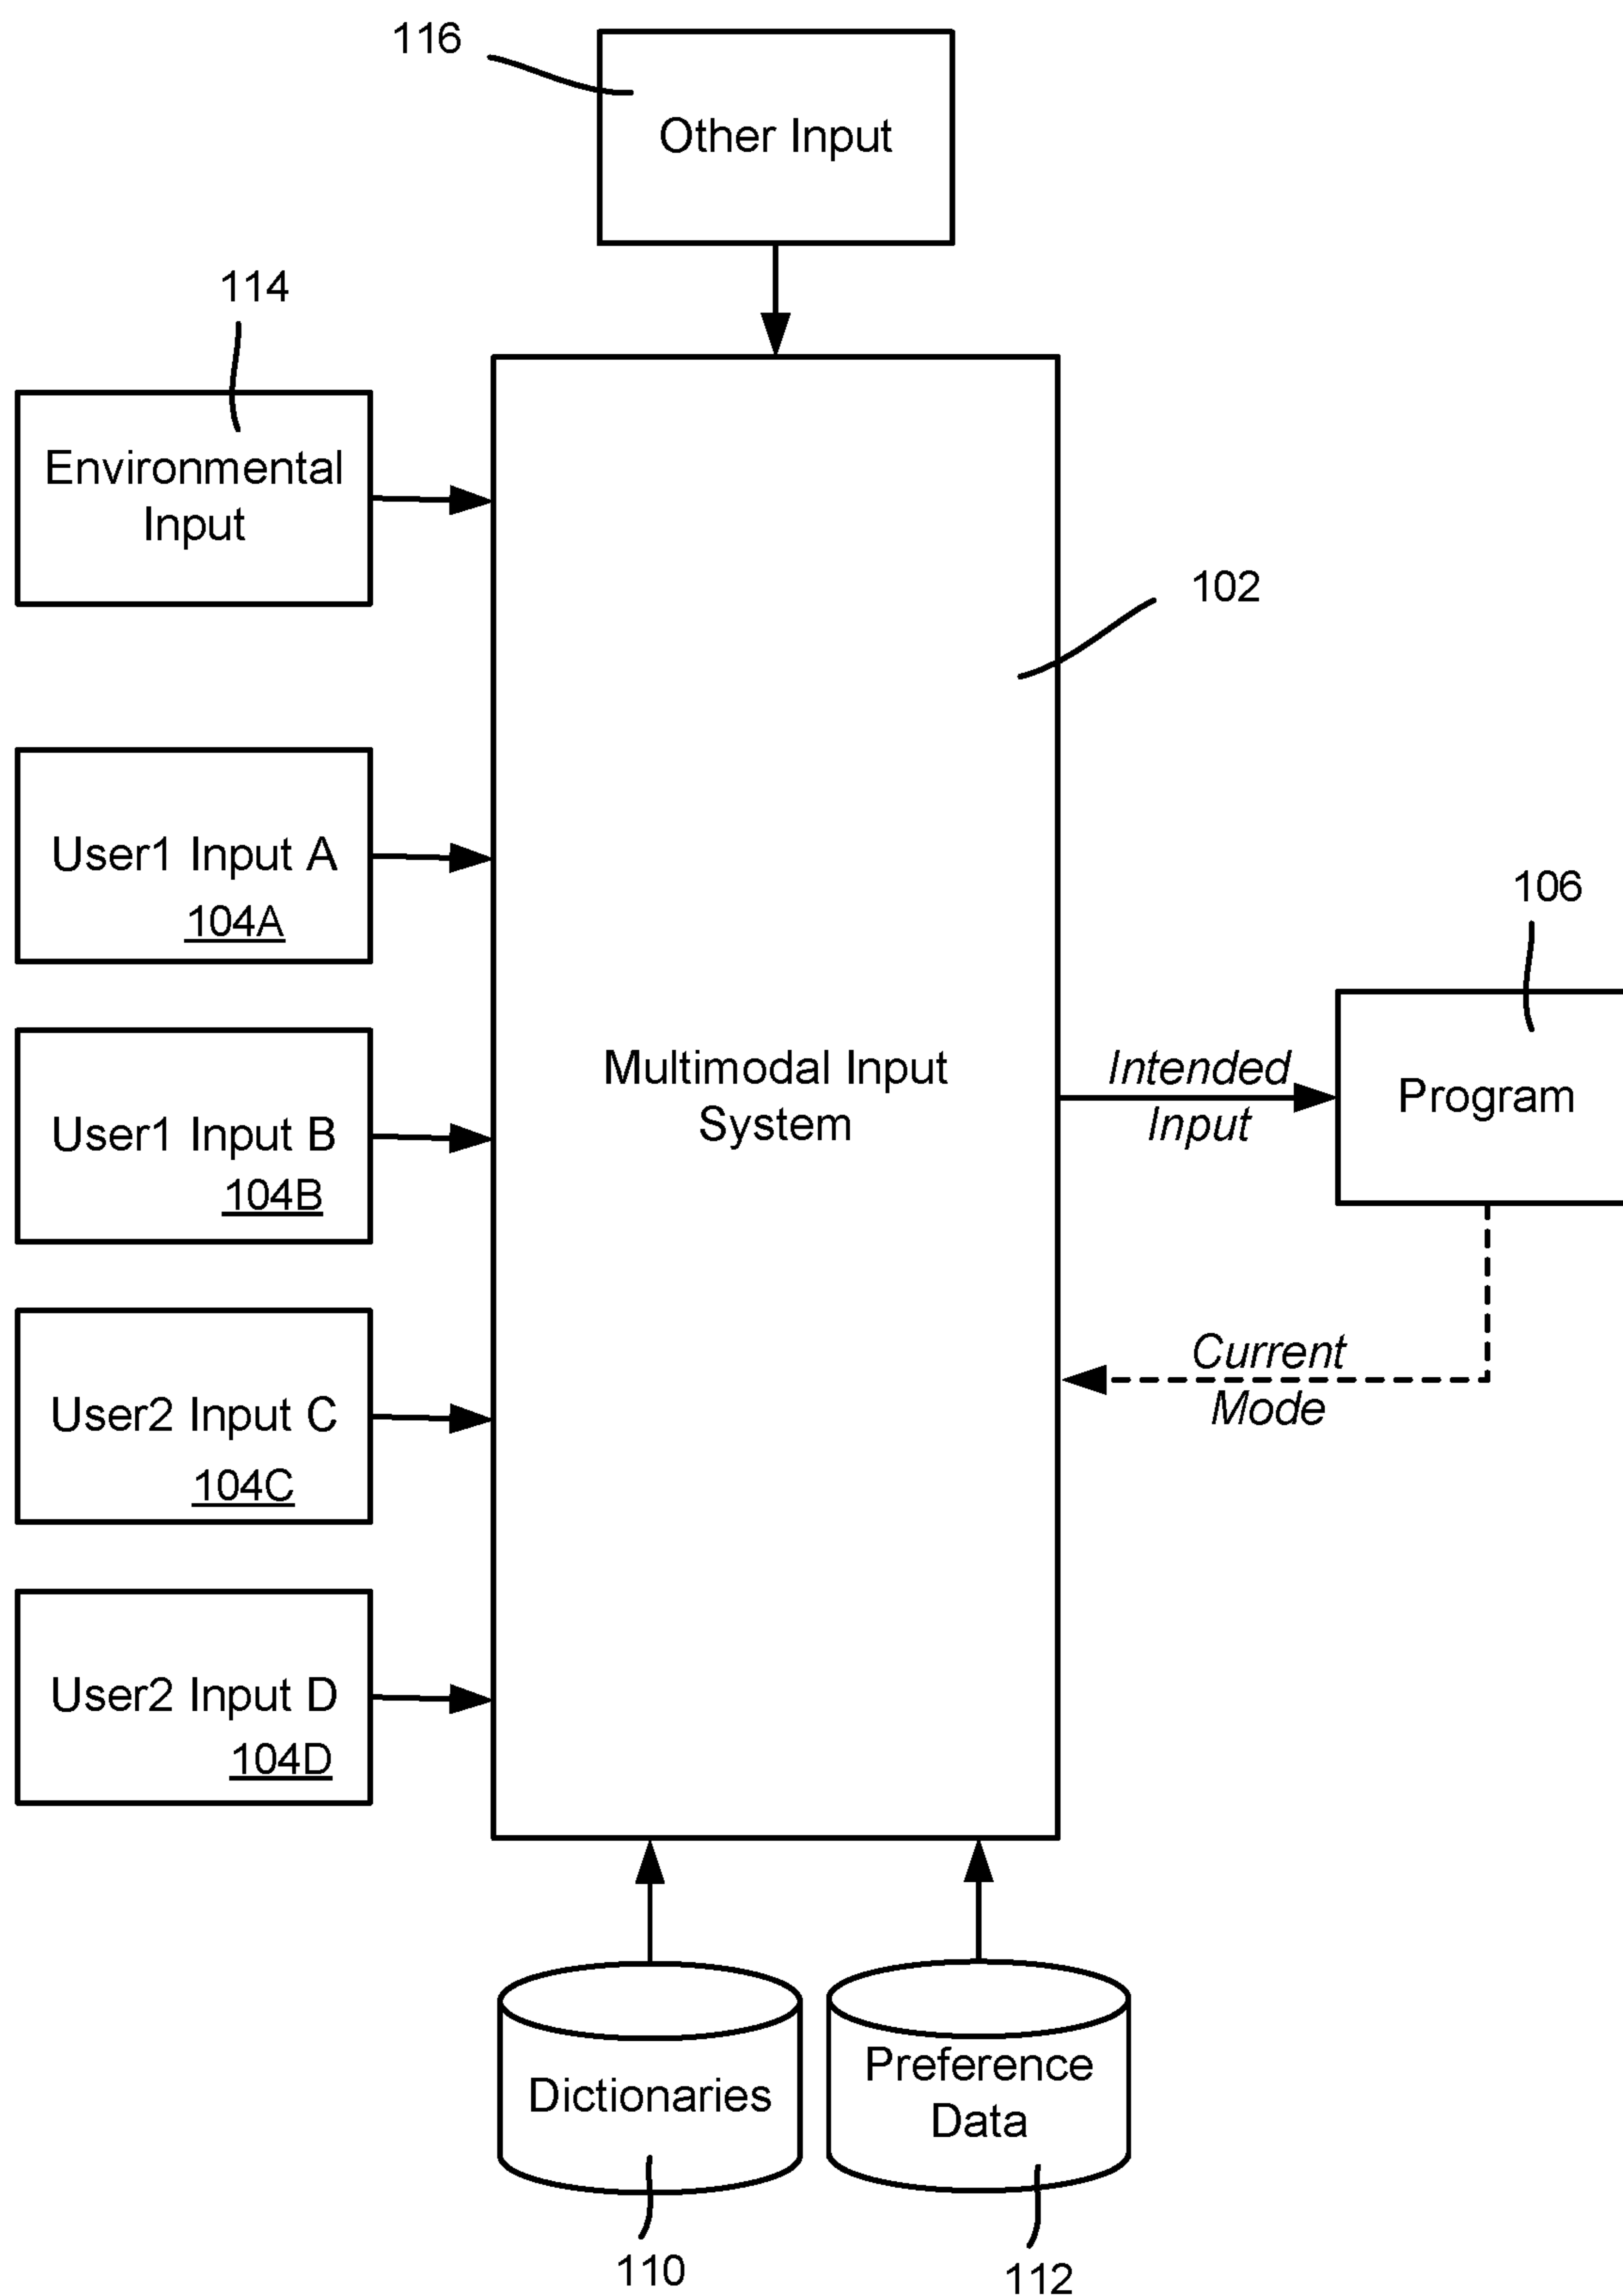 116
Other Input
114
Environmental
Input
102
User1 Input A
104A
106
User1 Input B
104B
Multimodal Input
System
Intended
Input
Program
User2 Input C
104C
Current
Mode
User2 Input D
104D
Dictionaries
Preference
Data
110
112